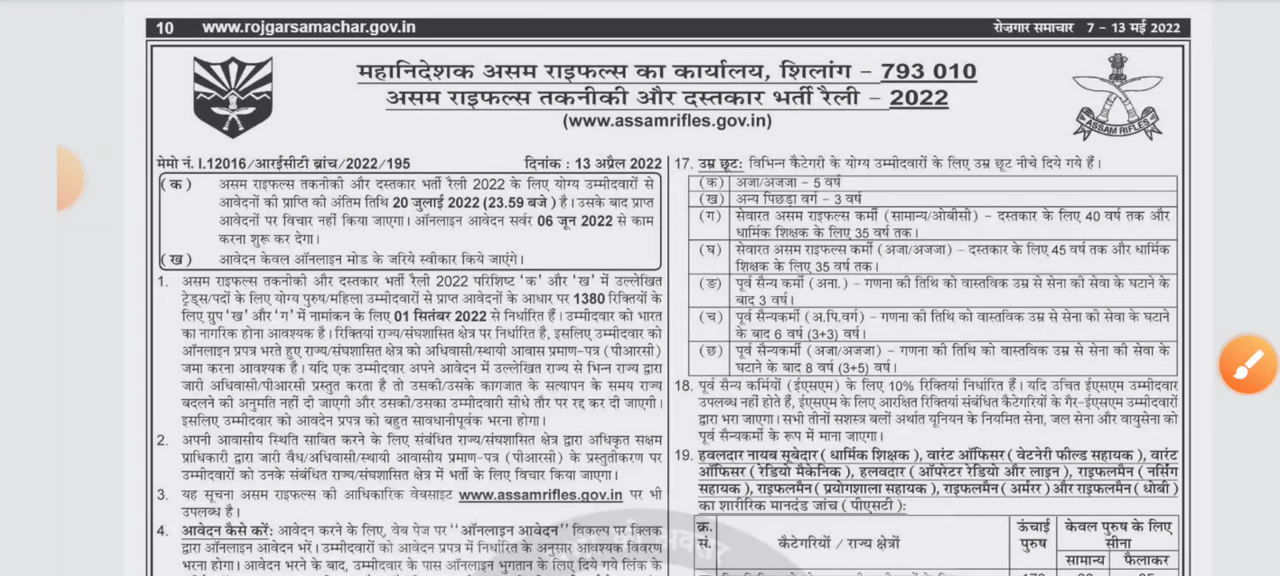 10 www.rojgarsamachar.gov.in
रोज़गार समाचार 7 - 13 मई 2022
महानिदेशक असम राइफल्स का कार्यालय, शिलांग - 793 010
असम राइफल्स तकनीकी और दस्तकार भर्ती रैली - 2022
(www.assamrifles.gov.in)
ASSAM RIFLES
मेमो नं. I.12016/आरईसीटी ब्रांच/2022/195 दिनांक : 13 अप्रैल 2022
(क) असम राइफल्स तकनीकी और दस्तकार भर्ती रैली 2022 के लिए योग्य उम्मीदवारों से
आवेदनों की प्राप्ति की अंतिम तिथि 20 जुलाई 2022 (23.59 बजे) है। उसके बाद प्राप्त
आवेदनों पर विचार नहीं किया जाएगा। ऑनलाइन आवेदन सर्वर 06 जून 2022 से काम
करना शुरू कर देगा।
(ख) आवेदन केवल ऑनलाइन मोड के जरिये स्वीकार किये जाएंगे।
1. असम राइफल्स तकनीकी और दस्तकार भर्ती रैली 2022 परिशिष्ट 'क' और 'ख' में उल्लेखित
ट्रेड्स/पदों के लिए योग्य पुरुष/महिला उम्मीदवारों से प्राप्त आवेदनों के आधार पर 1380 रिक्तियों के
लिए ग्रुप 'ख' और 'ग' में नामांकन के लिए 01 सितंबर 2022 से निर्धारित हैं। उम्मीदवार को भारत
का नागरिक होना आवश्यक है। रिक्तियां राज्य/संघशासित क्षेत्र पर निर्धारित है, इसलिए उम्मीदवार को
ऑनलाइन प्रपत्र भरते हुए राज्य/संघशासित क्षेत्र को अधिवासी/स्थायी आवास प्रमाण-पत्र (पीआरसी)
जमा करना आवश्यक है। यदि एक उम्मीदवार अपने आवेदन में उल्लेखित राज्य से भिन्न राज्य द्वारा
जारी अधिवासी/पीआरसी प्रस्तुत करता है तो उसकी/उसके कागजात के सत्यापन के समय राज्य
बदलने की अनुमति नहीं दी जाएगी और उसकी/उसका उम्मीदवारी सीधे तौर पर रद्द कर दी जाएगी।
इसलिए उम्मीदवार को आवेदन प्रपत्र को बहुत सावधानीपूर्वक भरना होगा।
2. अपनी आवासीय स्थिति साबित करने के लिए संबंधित राज्य/संघशासित क्षेत्र द्वारा अधिकृत सक्षम
प्राधिकारी द्वारा जारी वैध/अधिवासी/स्थायी आवासीय प्रमाण-पत्र (पीआरसी) के प्रस्तुतीकरण पर
उम्मीदवारों को उनके संबंधित राज्य/संघशासित क्षेत्र में भर्ती के लिए विचार किया जाएगा।
3. यह सूचना असम राइफल्स की आधिकारिक वेबसाइट www.assamrifles.gov.in पर भी
उपलब्ध है।
4. आवेदन कैसे करें: आवेदन करने के लिए, वेब पेज पर "ऑनलाइन आवेदन" विकल्प पर क्लिक
द्वारा ऑनलाइन आवेदन भरें। उम्मीदवारों को आवेदन प्रपत्र में निर्धारित के अनुसार आवश्यक विवरण
भरना होगा। आवेदन भरने के बाद, उम्मीदवार के पास ऑनलाइन भुगतान के लिए दिये गये लिंक के
17. उम्र छूट: विभिन्न कैटेगरी के योग्य उम्मीदवारों के लिए उम्र छूट नीचे दिये गये हैं।
(क) अजा/अजजा - 5 वर्ष
(ख) अन्य पिछड़ा वर्ग - 3 वर्ष
(ग) सेवारत असम राइफल्स कर्मी (सामान्य/ओबीसी) - दस्तकार के लिए 40 वर्ष तक और
धार्मिक शिक्षक के लिए 35 वर्ष तक।
(घ) सेवारत असम राइफल्स कर्मी (अजा/अजजा) - दस्तकार के लिए 45 वर्ष तक और धार्मिक
शिक्षक के लिए 35 वर्ष तक।
(ङ) पूर्व सैन्य कर्मी (अना.) - गणना की तिथि को वास्तविक उम्र से सेना की सेवा के घटाने के
बाद 3 वर्ष।
(च) पूर्व सैन्यकर्मी (अ.पि.वर्ग) - गणना की तिथि को वास्तविक उम्र से सेना की सेवा के घटाने
के बाद 6 वर्ष (3+3) वर्ष।
(छ) पूर्व सैन्यकर्मी (अजा/अजजा) - गणना की तिथि को वास्तविक उम्र से सेना की सेवा के
घटाने के बाद 8 वर्ष (3+5) वर्ष।
18. पूर्व सैन्य कर्मियों (ईएसएम) के लिए 10% रिक्तियां निर्धारित हैं। यदि उचित ईएसएम उम्मीदवार
उपलब्ध नहीं होते हैं, ईएसएम के लिए आरक्षित रिक्तियां संबंधित कैटेगरियों के गैर-ईएसएम उम्मीदवारों
द्वारा भरा जाएगा। सभी तीनों सशस्त्र बलों अर्थात यूनियन के नियमित सेना, जल सेना और वायुसेना को
पूर्व सैन्यकर्मी के रूप में माना जाएगा।
19. हवलदार नायब सूबेदार (धार्मिक शिक्षक), वारंट ऑफिसर (वेटनेरी फील्ड सहायक), वारंट
ऑफिसर (रेडियो मैकेनिक), हलवदार (ऑपरेटर रेडियो और लाइन), राइफलमैन (नर्सिंग
सहायक), राइफलमैन (प्रयोगशाला सहायक), राइफलमैन (अर्मरर) और राइफलमैन (धोबी)
का शारीरिक मानदंड जांच (पीएसटी):
क्र. सं. कैटेगरियों / राज्य क्षेत्रों ऊंचाई पुरुष केवल पुरुष के लिए सीना
सामान्य फैलाकर